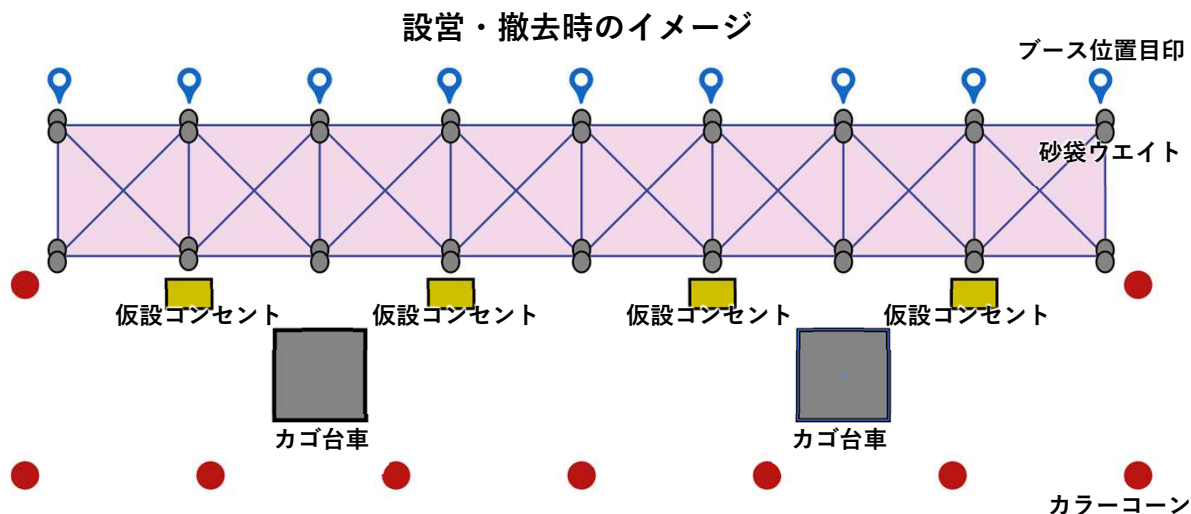 設営・撤去時のイメージ
ブース位置目印
砂袋ウエイト
仮設コンセント
仮設コンセント
仮設コンセント
仮設コンセント
カゴ台車
カゴ台車
カラーコーン